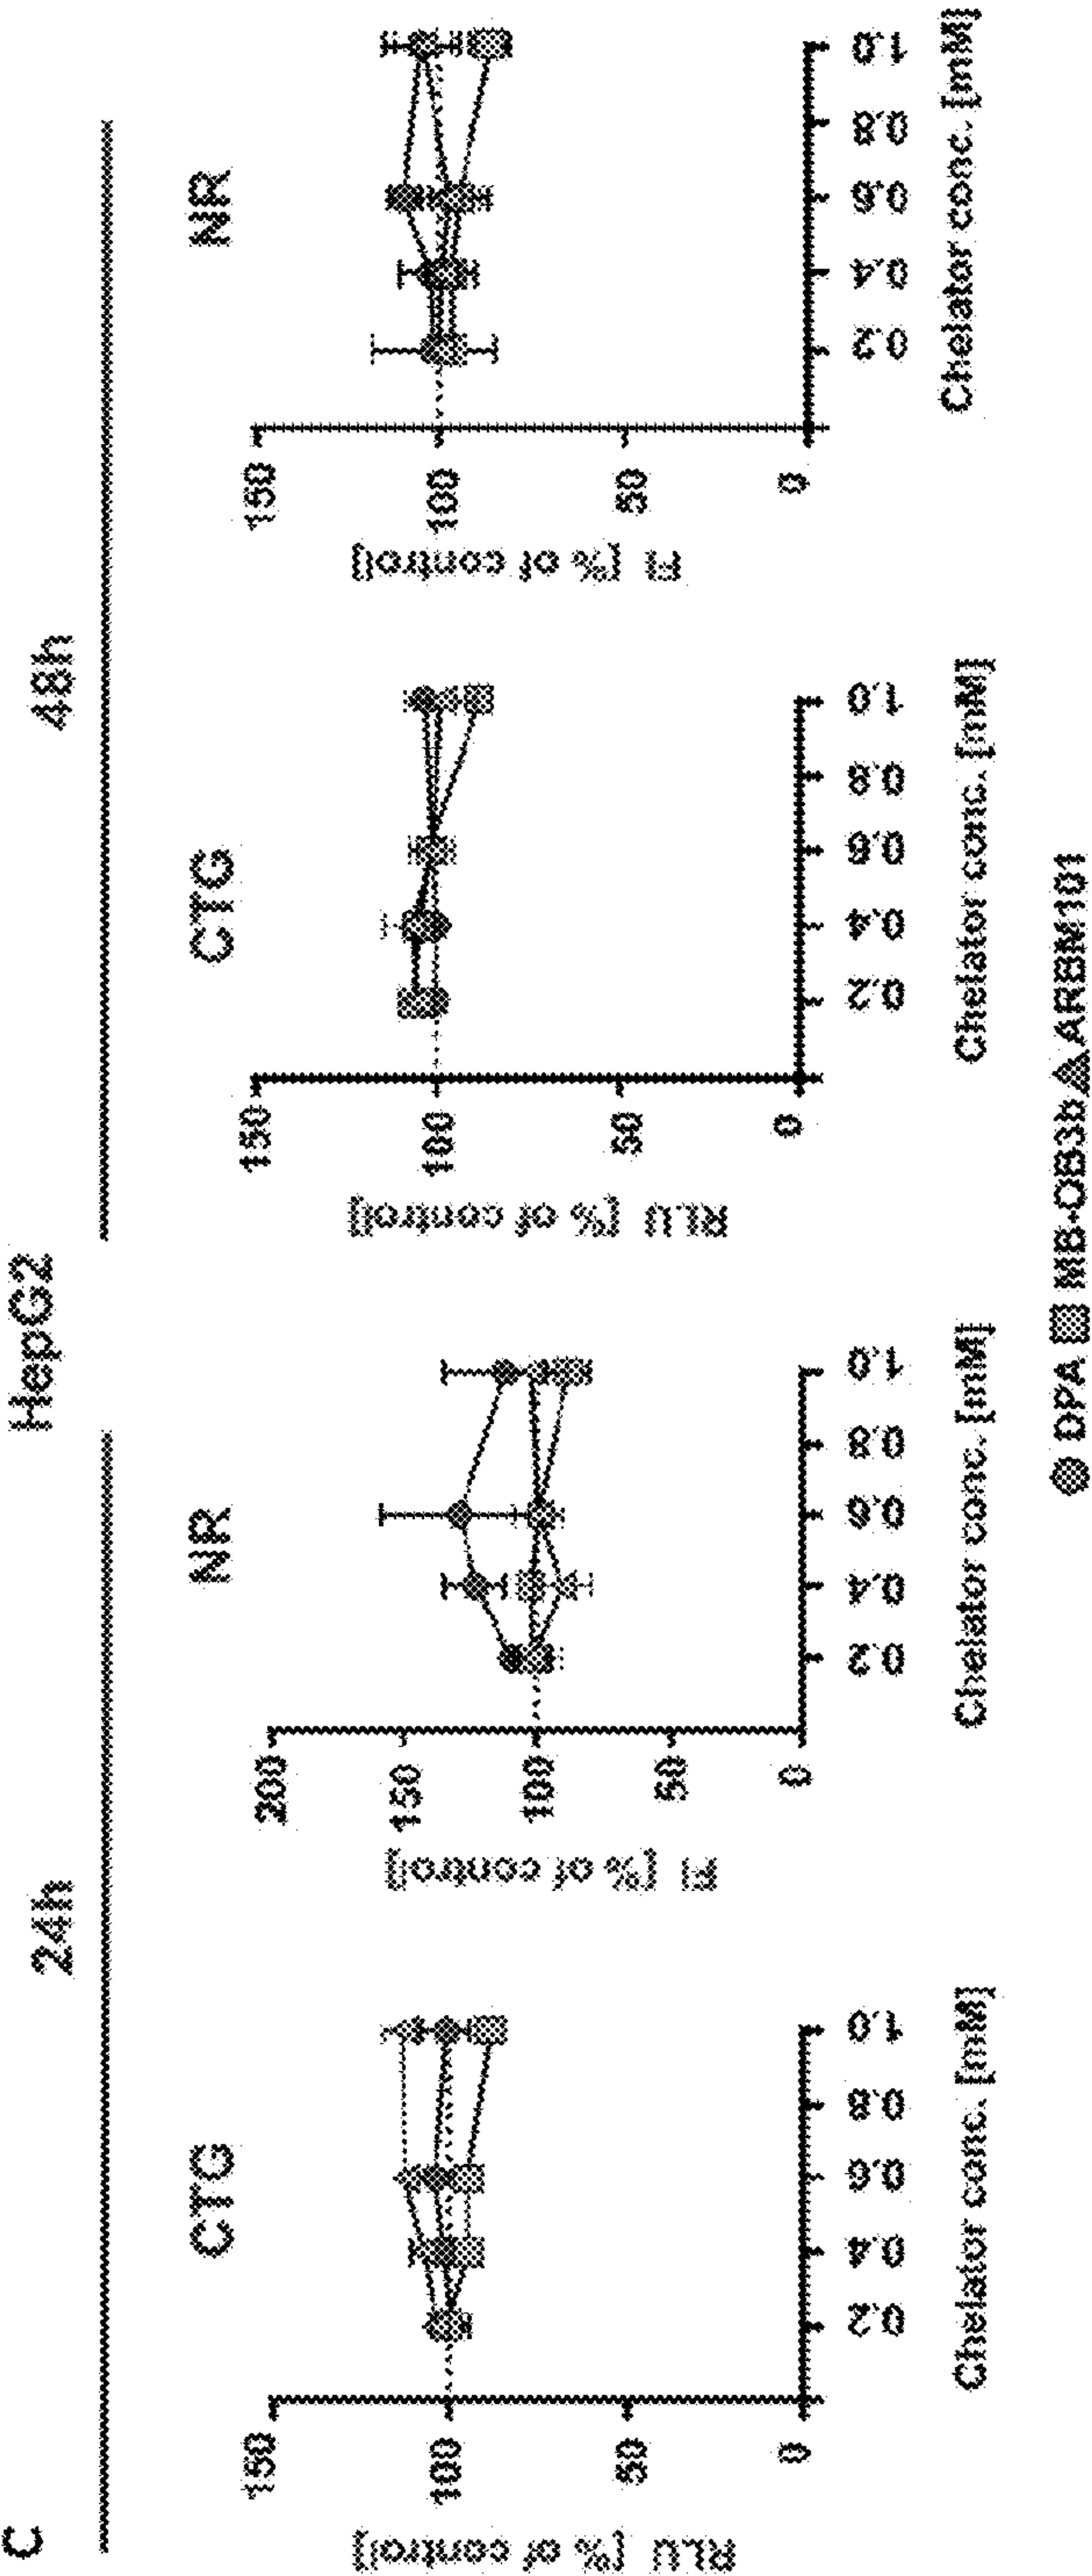 C
HepG2
24h
48h
CTG
NR
CTG
NR
RLU [% of control]
150
100
50
0
0.2 0.4 0.6 0.8 1.0
Chelator conc. [mM]
FI [% of control]
200
150
100
50
0
0.2 0.4 0.6 0.8 1.0
Chelator conc. [mM]
RLU [% of control]
150
100
50
0
0.2 0.4 0.6 0.8 1.0
Chelator conc. [mM]
FI [% of control]
150
100
50
0
0.2 0.4 0.6 0.8 1.0
Chelator conc. [mM]
DPA MB-OB3b ARBM101